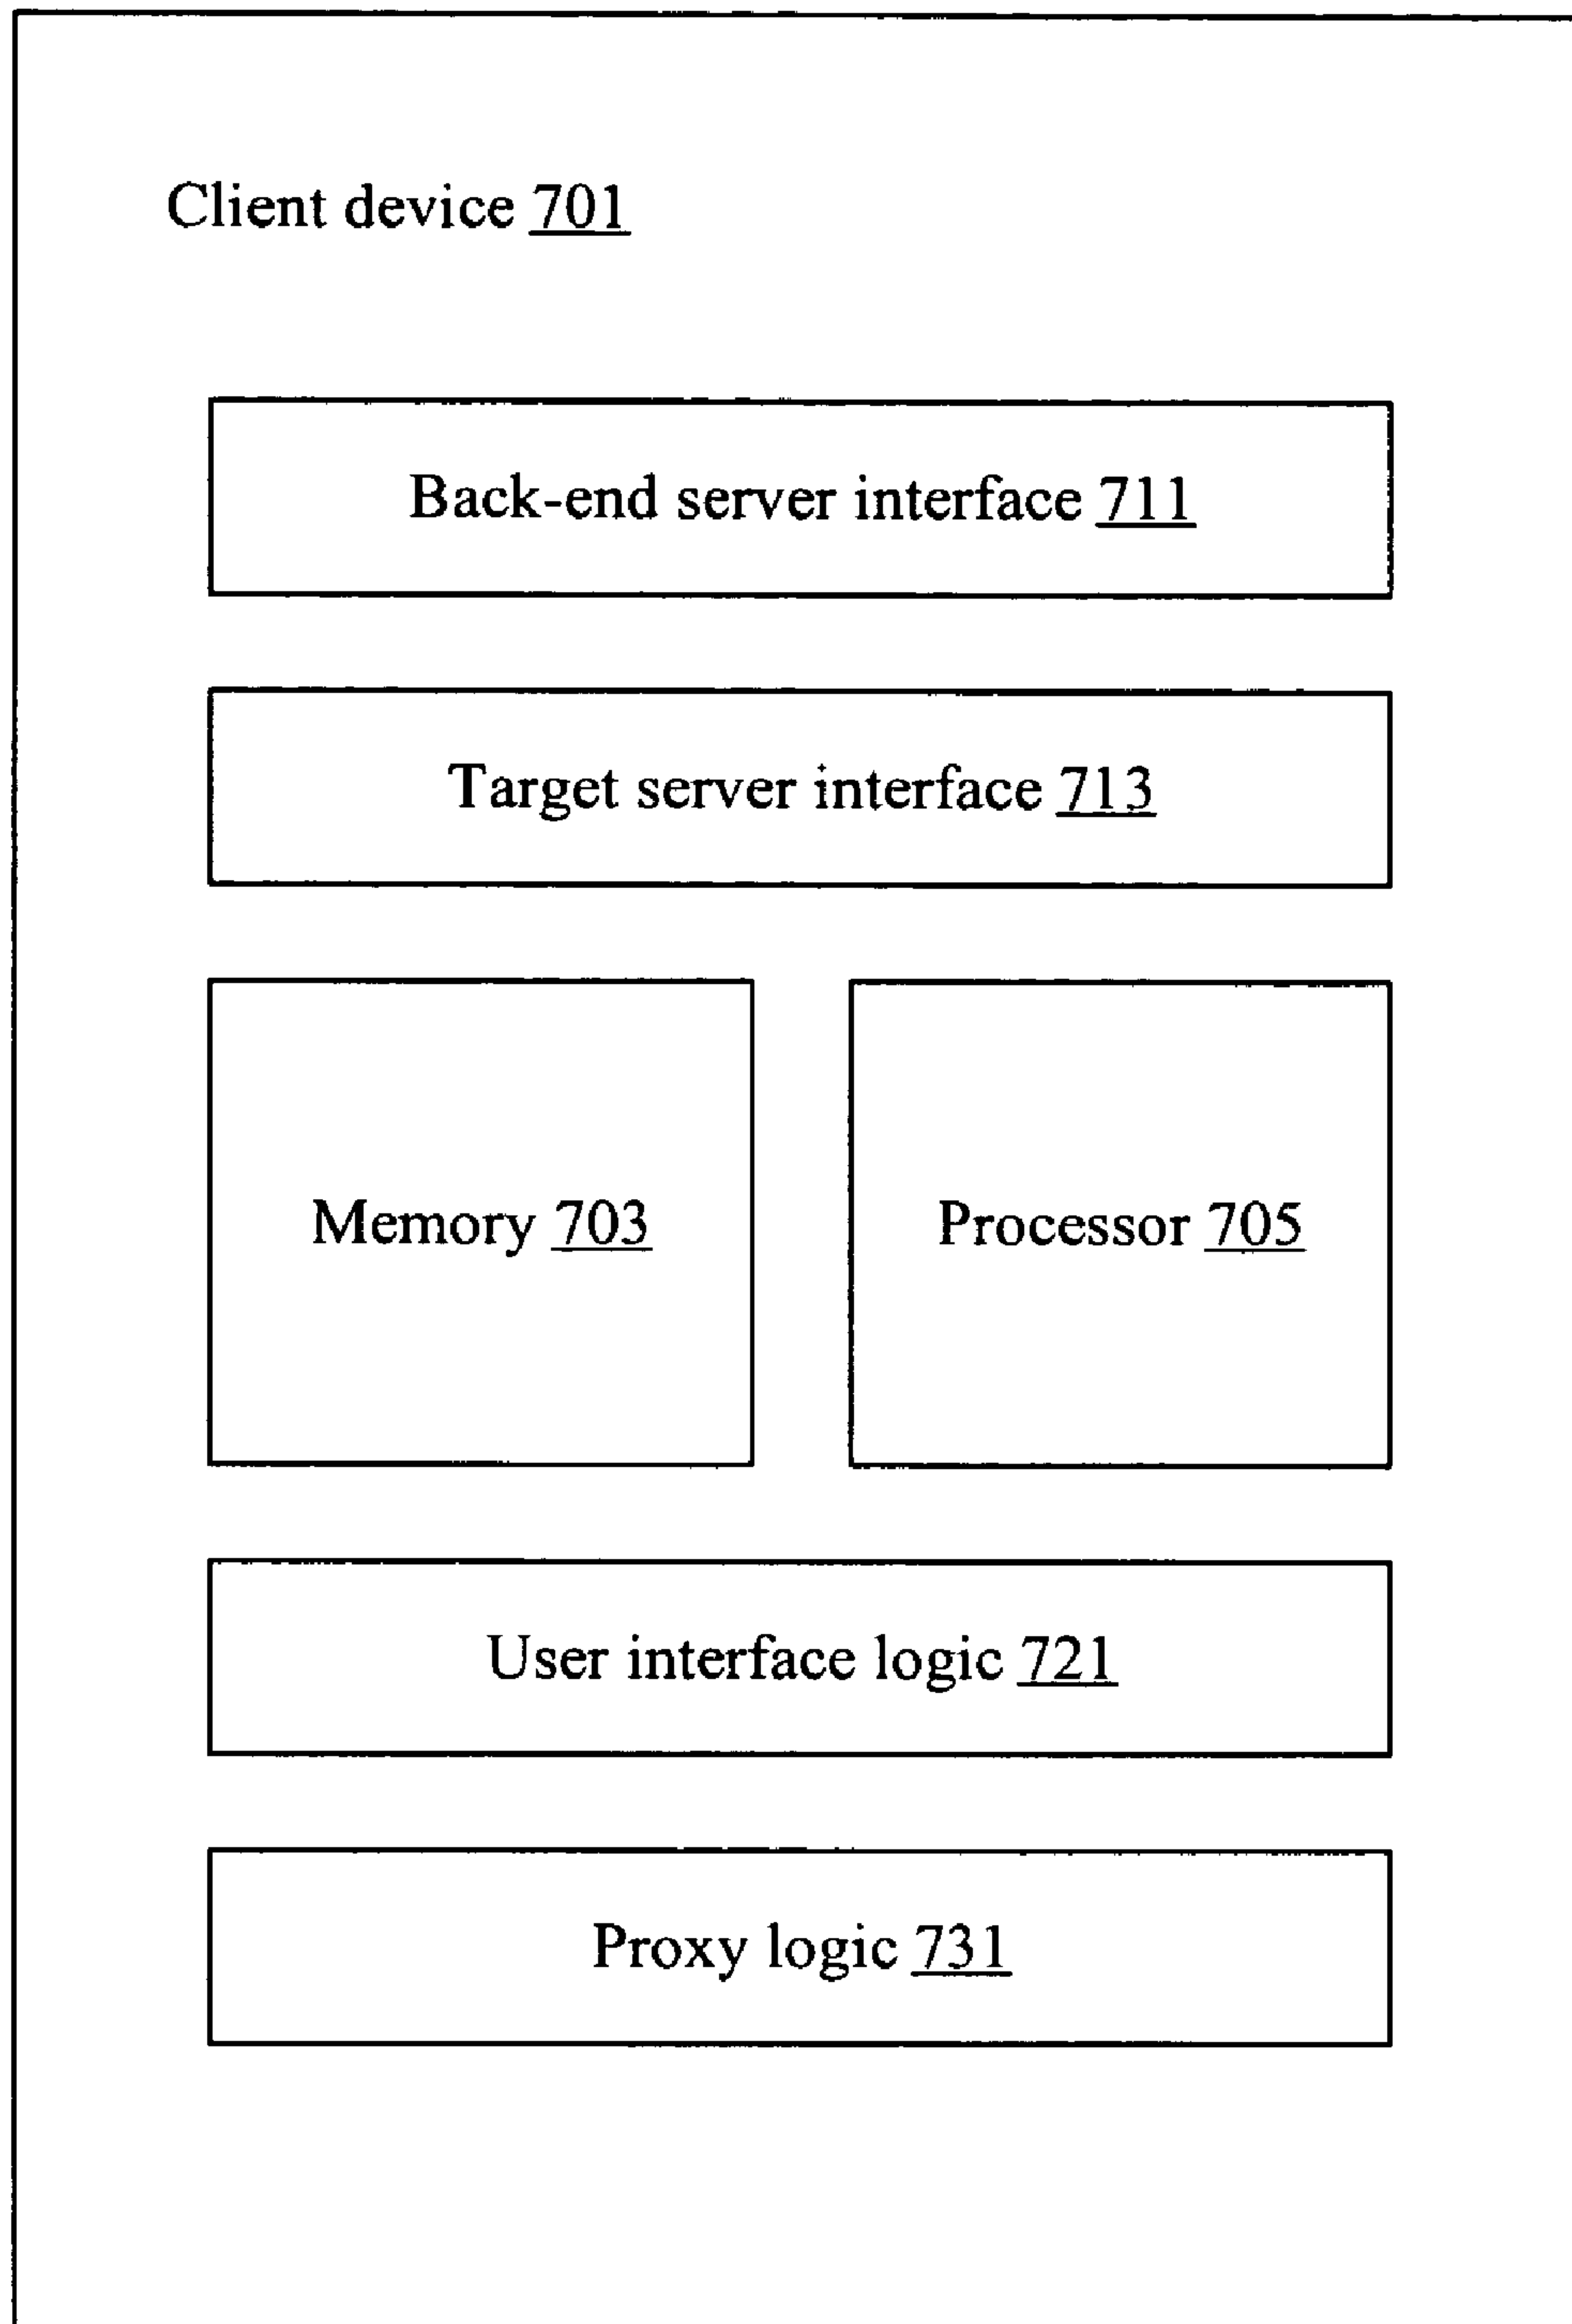 Client device 701
Back-end server interface 711
Target server interface 713
Memory 703
Processor 705
User interface logic 721
Proxy logic 731